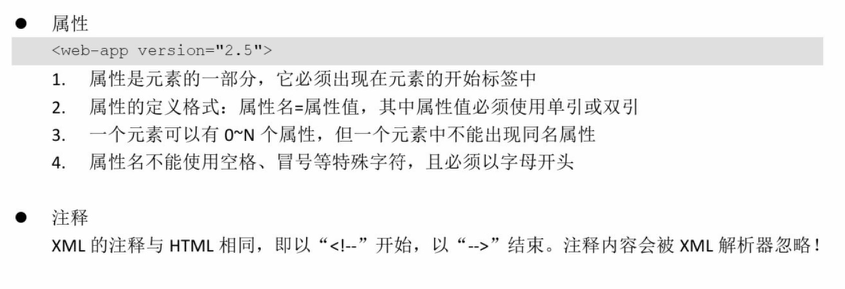 ● 属性
<web-app version="2.5">
1. 属性是元素的一部分，它必须出现在元素的开始标签中
2. 属性的定义格式：属性名=属性值，其中属性值必须使用单引或双引
3. 一个元素可以有 0~N 个属性，但一个元素中不能出现同名属性
4. 属性名不能使用空格、冒号等特殊字符，且必须以字母开头
● 注释
XML 的注释与 HTML 相同，即以“<!--”开始，以“-->”结束。注释内容会被 XML 解析器忽略！